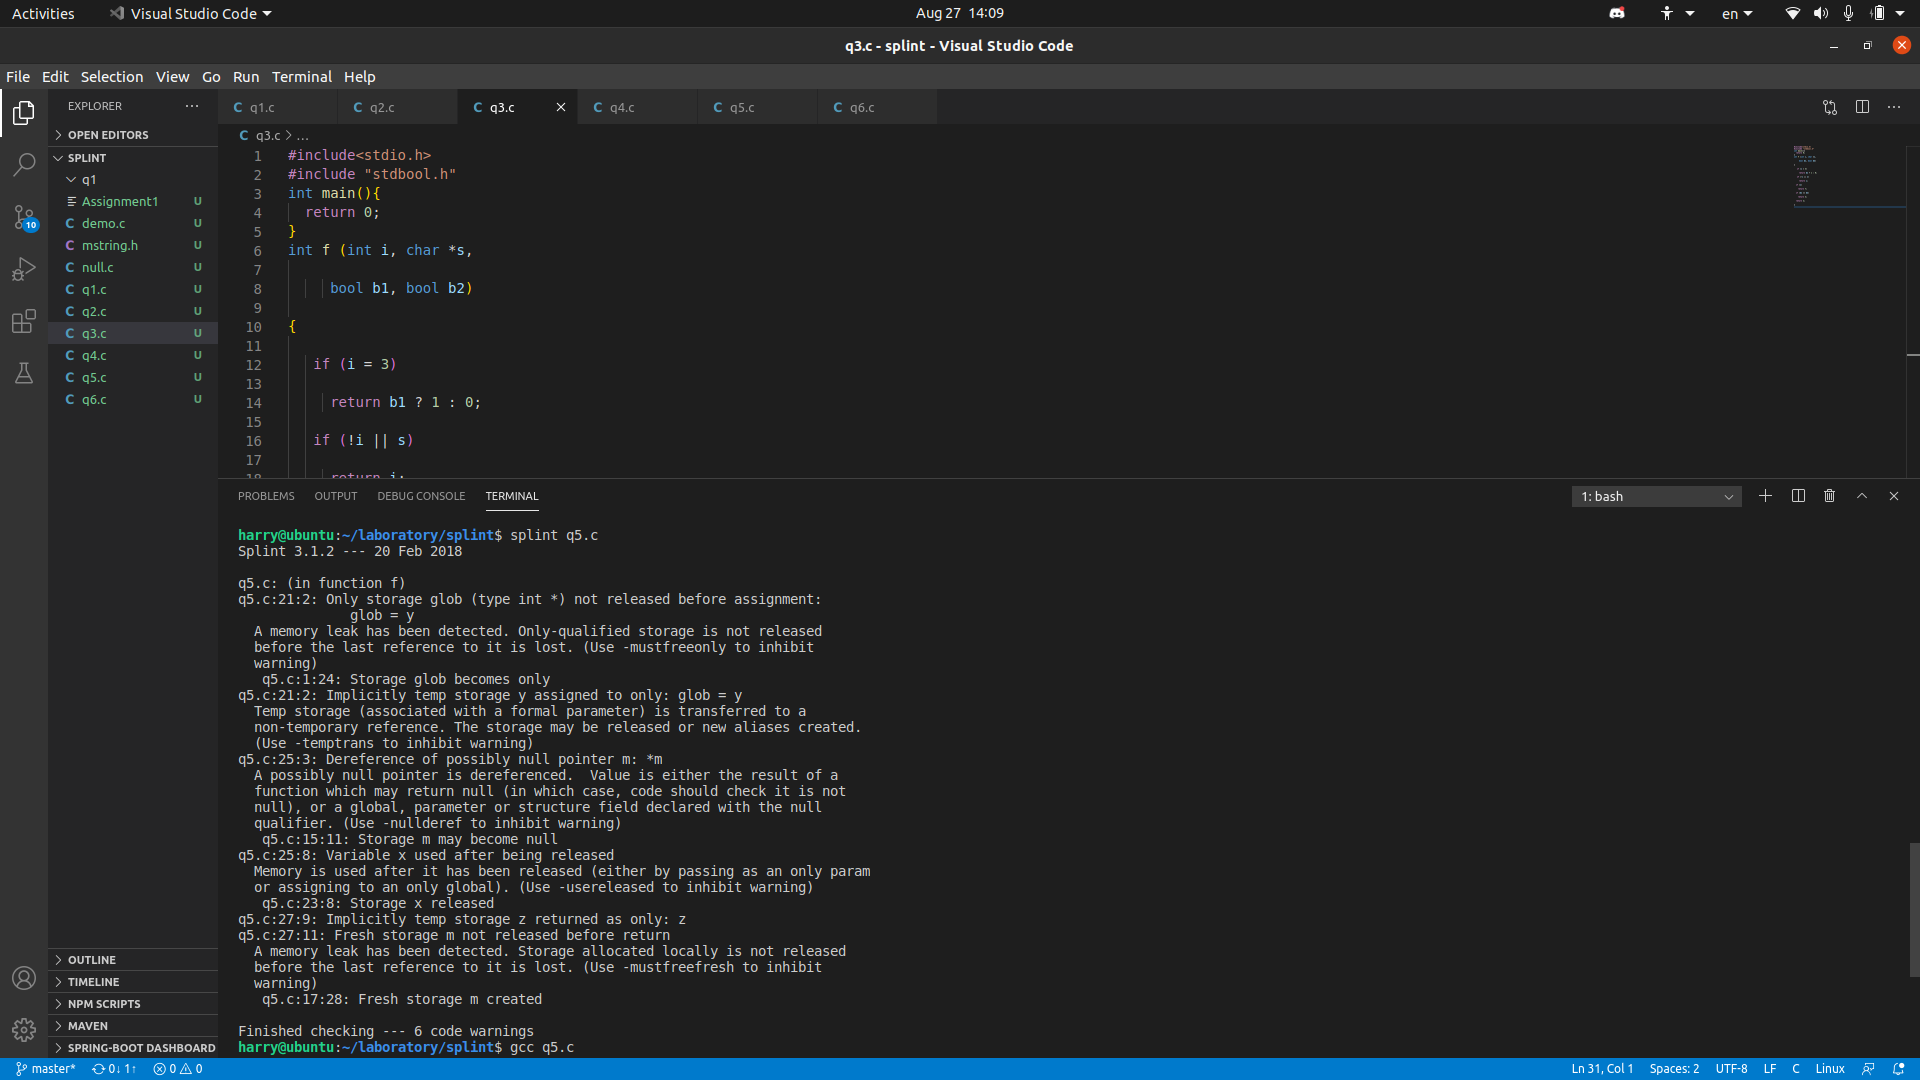 Activities
Visual Studio Code
Aug 27 14:09
en
q3.c - splint - Visual Studio Code
File Edit Selection View Go Run Terminal Help
EXPLORER
OPEN EDITORS
SPLINT
q1
Assignment1 U
demo.c U
mstring.h U
null.c U
q1.c U
q2.c U
q3.c U
q4.c U
q5.c U
q6.c U
10
OUTLINE
TIMELINE
NPM SCRIPTS
MAVEN
SPRING-BOOT DASHBOARD
q1.c q2.c q3.c q4.c q5.c q6.c
q3.c > ...
1 #include<stdio.h>
2 #include "stdbool.h"
3 int main(){
4 return 0;
5 }
6 int f (int i, char *s,
7
8 bool b1, bool b2)
9
10 {
11
12 if (i = 3)
13
14 return b1 ? 1 : 0;
15
16 if (!i || s)
17
18 return i;
PROBLEMS OUTPUT DEBUG CONSOLE TERMINAL
1: bash
harry@ubuntu:~/laboratory/splint$ splint q5.c
Splint 3.1.2 --- 20 Feb 2018
q5.c: (in function f)
q5.c:21:2: Only storage glob (type int *) not released before assignment:
glob = y
A memory leak has been detected. Only-qualified storage is not released
before the last reference to it is lost. (Use -mustfreeonly to inhibit
warning)
q5.c:1:24: Storage glob becomes only
q5.c:21:2: Implicitly temp storage y assigned to only: glob = y
Temp storage (associated with a formal parameter) is transferred to a
non-temporary reference. The storage may be released or new aliases created.
(Use -temptrans to inhibit warning)
q5.c:25:3: Dereference of possibly null pointer m: *m
A possibly null pointer is dereferenced.  Value is either the result of a
function which may return null (in which case, code should check it is not
null), or a global, parameter or structure field declared with the null
qualifier. (Use -nullderef to inhibit warning)
q5.c:15:11: Storage m may become null
q5.c:25:8: Variable x used after being released
Memory is used after it has been released (either by passing as an only param
or assigning to an only global). (Use -usereleased to inhibit warning)
q5.c:23:8: Storage x released
q5.c:27:9: Implicitly temp storage z returned as only: z
q5.c:27:11: Fresh storage m not released before return
A memory leak has been detected. Storage allocated locally is not released
before the last reference to it is lost. (Use -mustfreefresh to inhibit
warning)
q5.c:17:28: Fresh storage m created
Finished checking --- 6 code warnings
harry@ubuntu:~/laboratory/splint$ gcc q5.c
master* 0↓ 1↑ 0 0
Ln 31, Col 1 Spaces: 2 UTF-8 LF C Linux